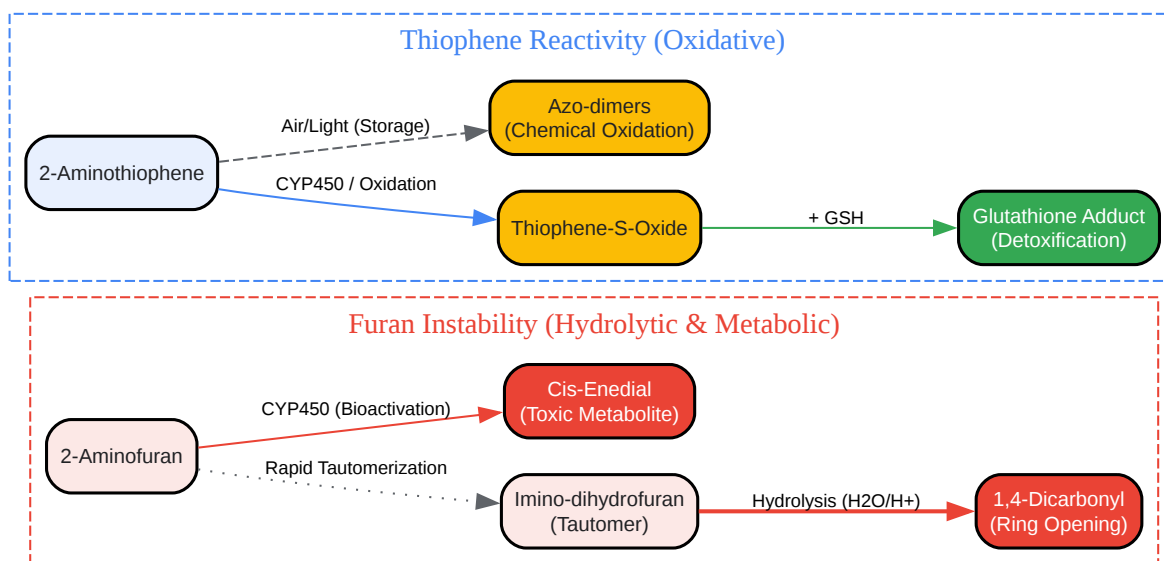 Thiophene Reactivity (Oxidative)
2-Aminothiophene
Air/Light (Storage)
Azo-dimers
(Chemical Oxidation)
CYP450 / Oxidation
Thiophene-S-Oxide
+ GSH
Glutathione Adduct
(Detoxification)
Furan Instability (Hydrolytic & Metabolic)
2-Aminofuran
CYP450 (Bioactivation)
Cis-Enedial
(Toxic Metabolite)
Rapid Tautomerization
Imino-dihydrofuran
(Tautomer)
Hydrolysis (H2O/H+)
1,4-Dicarbonyl
(Ring Opening)